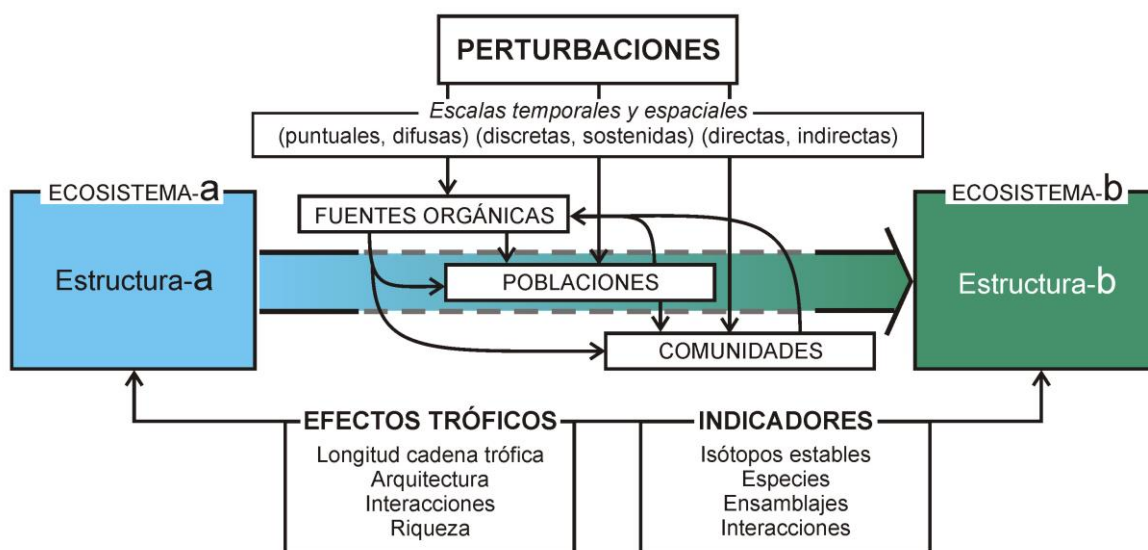 PERTURBACIONES
Escalas temporales y espaciales
(puntuales, difusas) (discretas, sostenidas) (directas, indirectas)
ECOSISTEMA-a
Estructura-a
FUENTES ORGÁNICAS
POBLACIONES
COMUNIDADES
ECOSISTEMA-b
Estructura-b
EFECTOS TRÓFICOS
Longitud cadena trófica
Arquitectura
Interacciones
Riqueza
INDICADORES
Isótopos estables
Especies
Ensamblajes
Interacciones